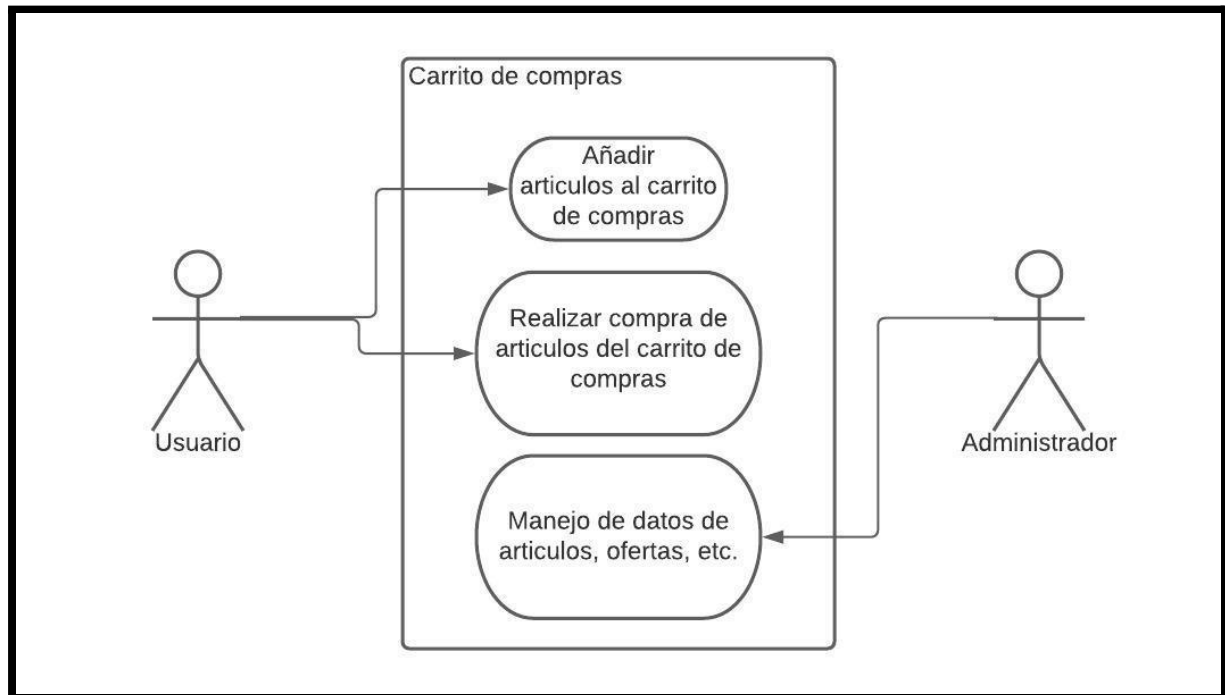 Carrito de compras
Añadir
articulos al carrito
de compras
Realizar compra de
articulos del carrito de
compras
Usuario
Administrador
Manejo de datos de
articulos, ofertas, etc.